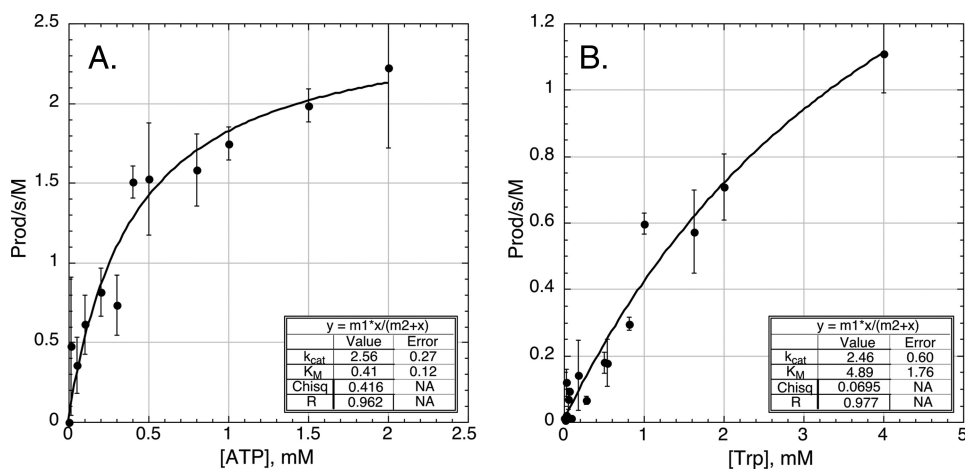 A.
2.5
2
1.5
1
0.5
0
Prod/s/M
0 0.5 1 1.5 2 2.5
[ATP], mM
y = m1*x/(m2+x)
Value Error
kcat 2.56 0.27
KM 0.41 0.12
Chisq 0.416 NA
R 0.962 NA
B.
1.2
1
0.8
0.6
0.4
0.2
0
Prod/s/M
0 1 2 3 4 5
[Trp], mM
y = m1*x/(m2+x)
Value Error
kcat 2.46 0.60
KM 4.89 1.76
Chisq 0.0695 NA
R 0.977 NA